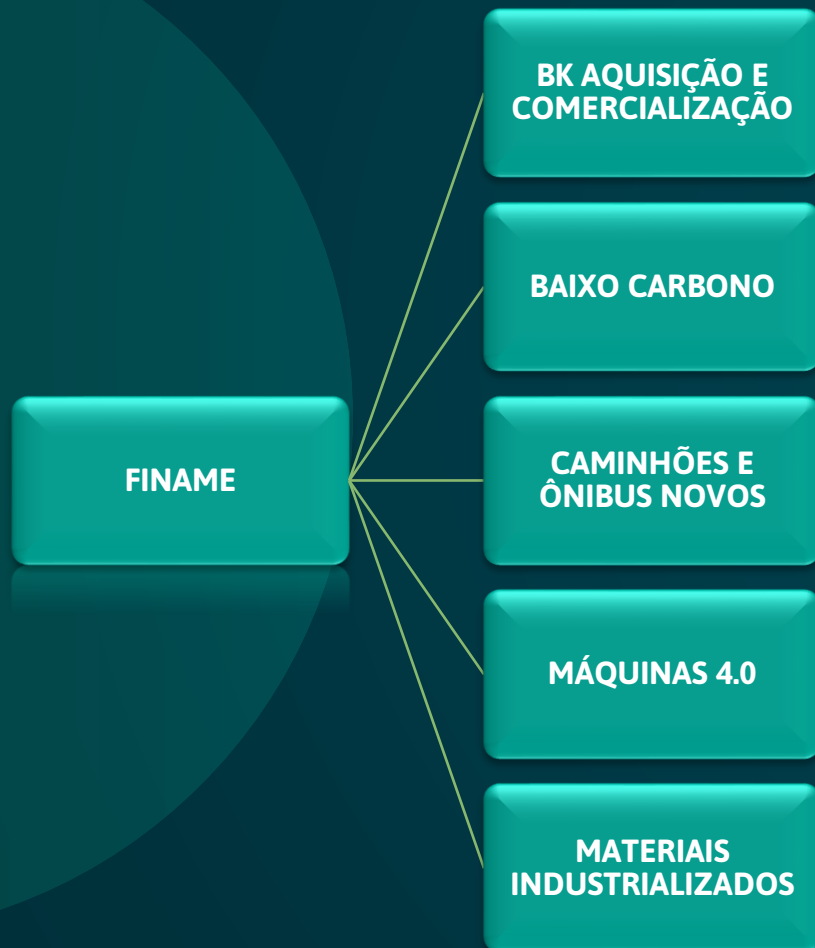 BK AQUISIÇÃO E
COMERCIALIZAÇÃO
BAIXO CARBONO
FINAME
CAMINHÕES E
ÔNIBUS NOVOS
MÁQUINAS 4.0
MATERIAIS
INDUSTRIALIZADOS